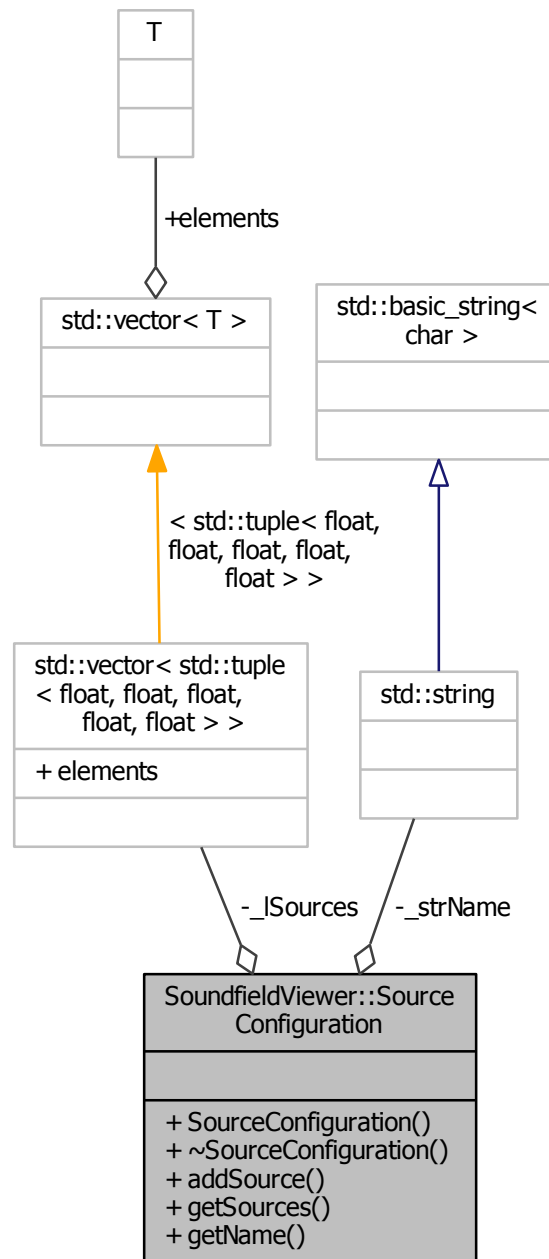 T
+elements
std::vector< T >
std::basic_string<
char >
< std::tuple< float,
float, float, float,
float > >
std::vector< std::tuple
< float, float, float,
float, float > >
+ elements
std::string
-_lSources
-_strName
SoundfieldViewer::Source
Configuration
+ SourceConfiguration()
+ ~SourceConfiguration()
+ addSource()
+ getSources()
+ getName()